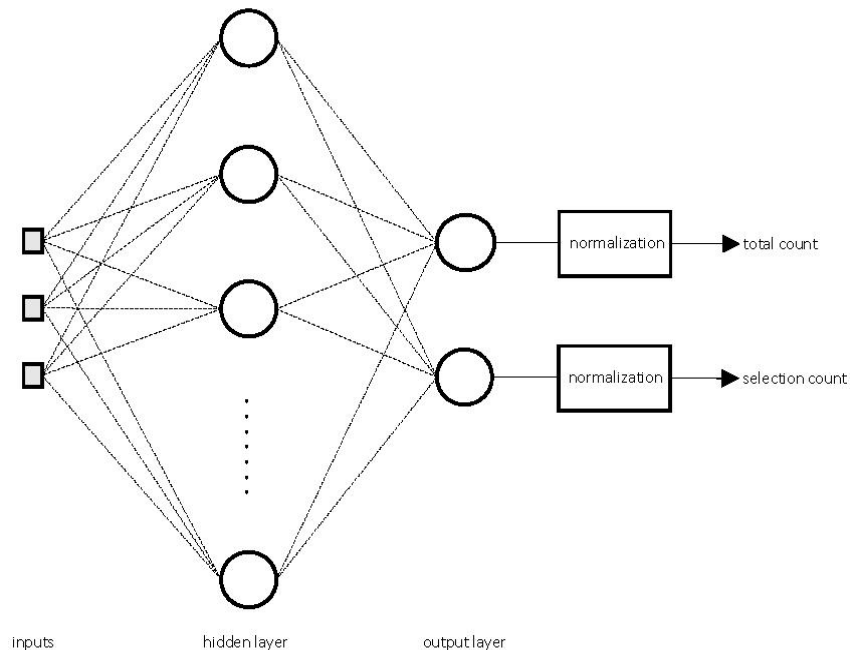 normalization
total count
normalization
selection count
inputs
hidden layer
output layer